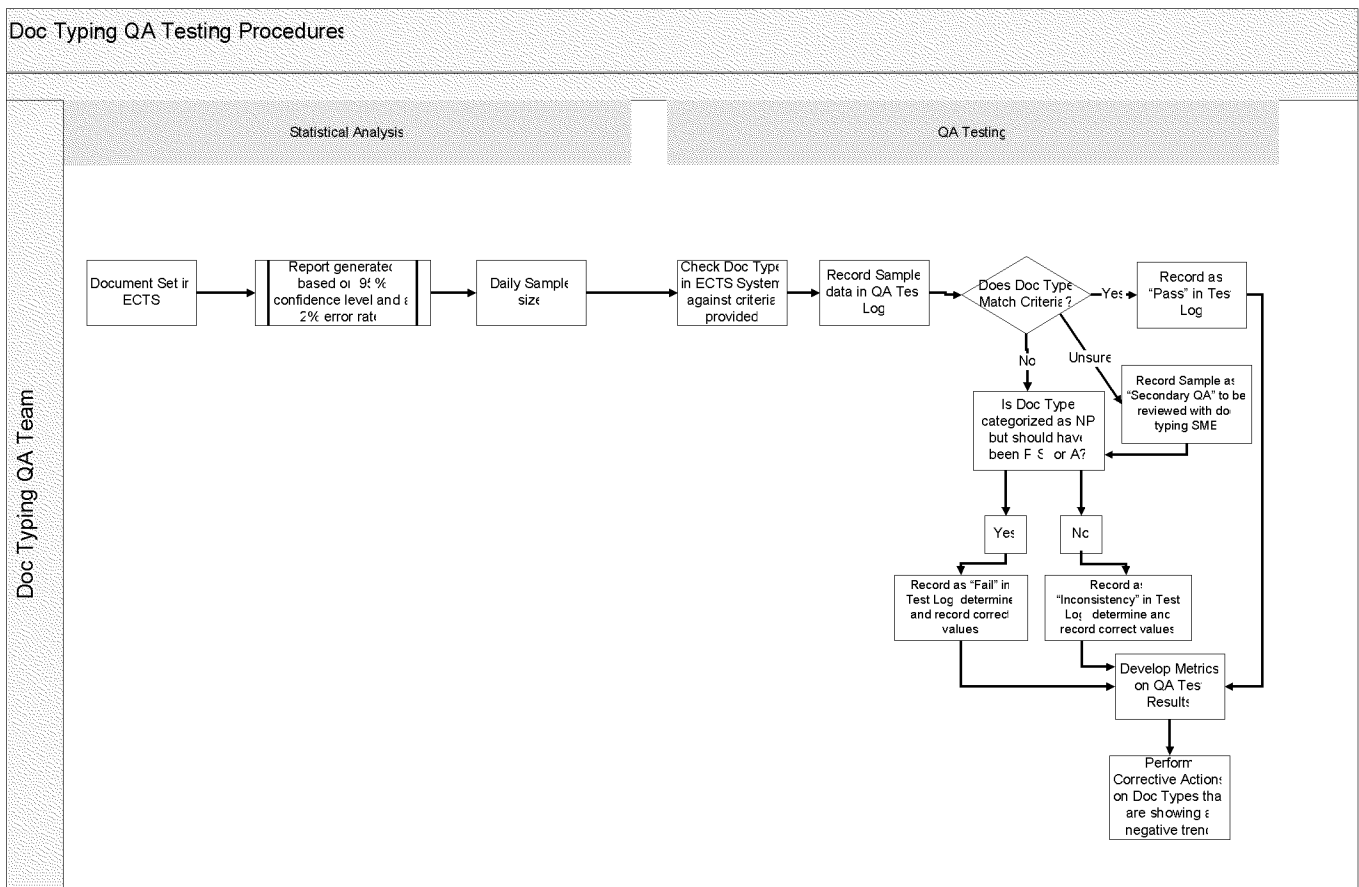 Doc Typing QA Testing Procedures
Statistical Analysis
QA Testing
Doc Typing QA Team
Document Set in
ECTS
Report generated
based on 95%
confidence level and a
2% error rate
Daily Sample
size
Check Doc Type
in ECTS System
against criteria
provided
Record Sample
data in QA Test
Log
Does Doc Type
Match Criteria?
Yes
Record as
“Pass” in Test
Log
No
Unsure
Record Sample as
“Secondary QA” to be
reviewed with doc
typing SME
Is Doc Type
categorized as NP
but should have
been S or A?
Yes
No
Record as “Fail” in
Test Log determine
and record correct
values
Record as
“Inconsistency” in Test
Log determine and
record correct values
Develop Metrics
on QA Test
Results
Perform
Corrective Actions
on Doc Types that
are showing a
negative trend